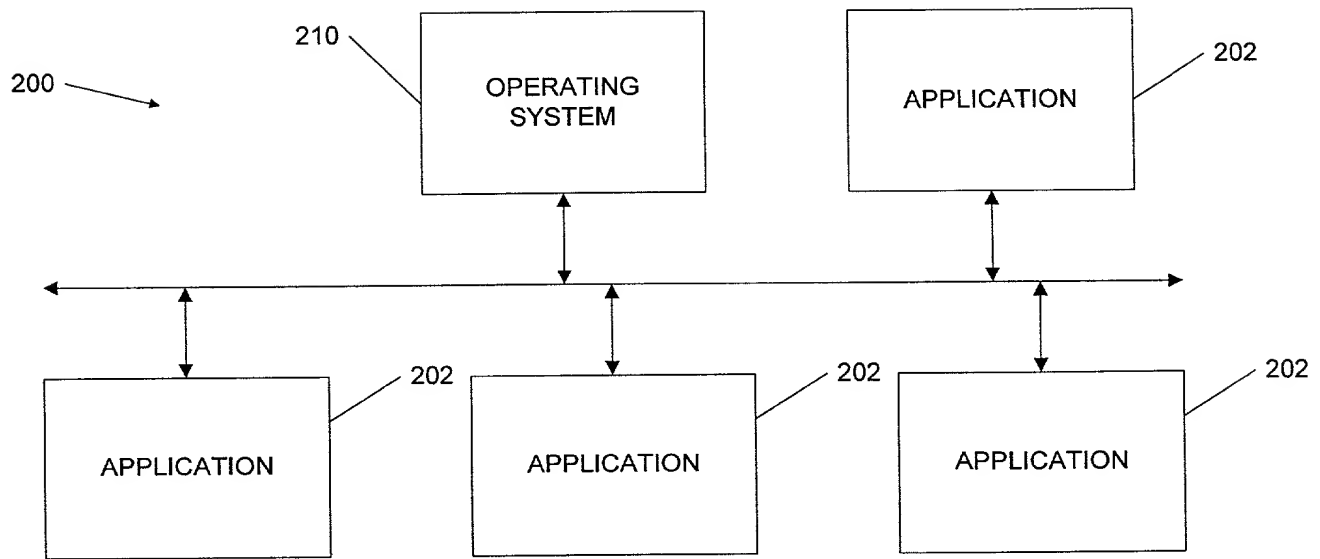 210
OPERATING
SYSTEM
202
APPLICATION
200
202
APPLICATION
202
APPLICATION
202
APPLICATION